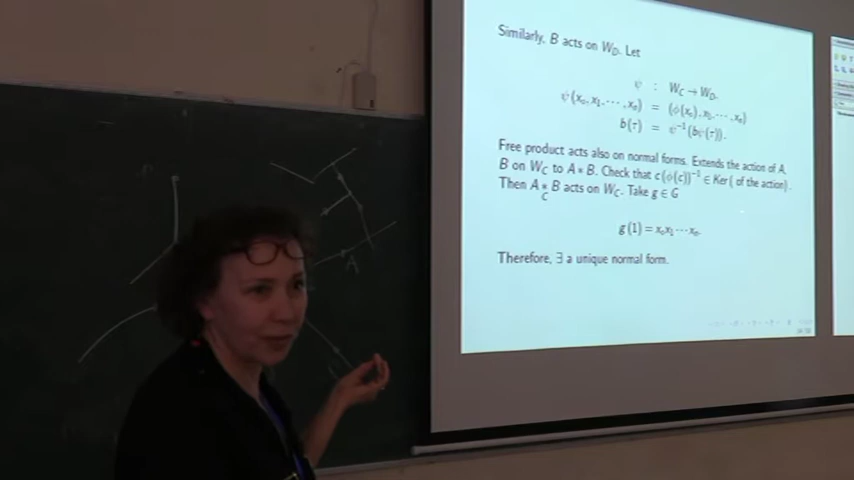 Similarly, B acts on W_D. Let
ψ : W_C → W_D.
ψ(x_0, x_1, ⋯, x_n) = (ϕ(x_0), x_1, ⋯, x_n)
b(τ) = ψ^{-1}(bψ(τ)).
Free product acts also on normal forms. Extends the action of A,
B on W_C to A ∗ B. Check that c(ϕ(c))^{-1} ∈ Ker( of the action).
Then A ∗_C B acts on W_C. Take g ∈ G
g(1) = x_0x_1⋯x_n.
Therefore, ∃ a unique normal form.
A